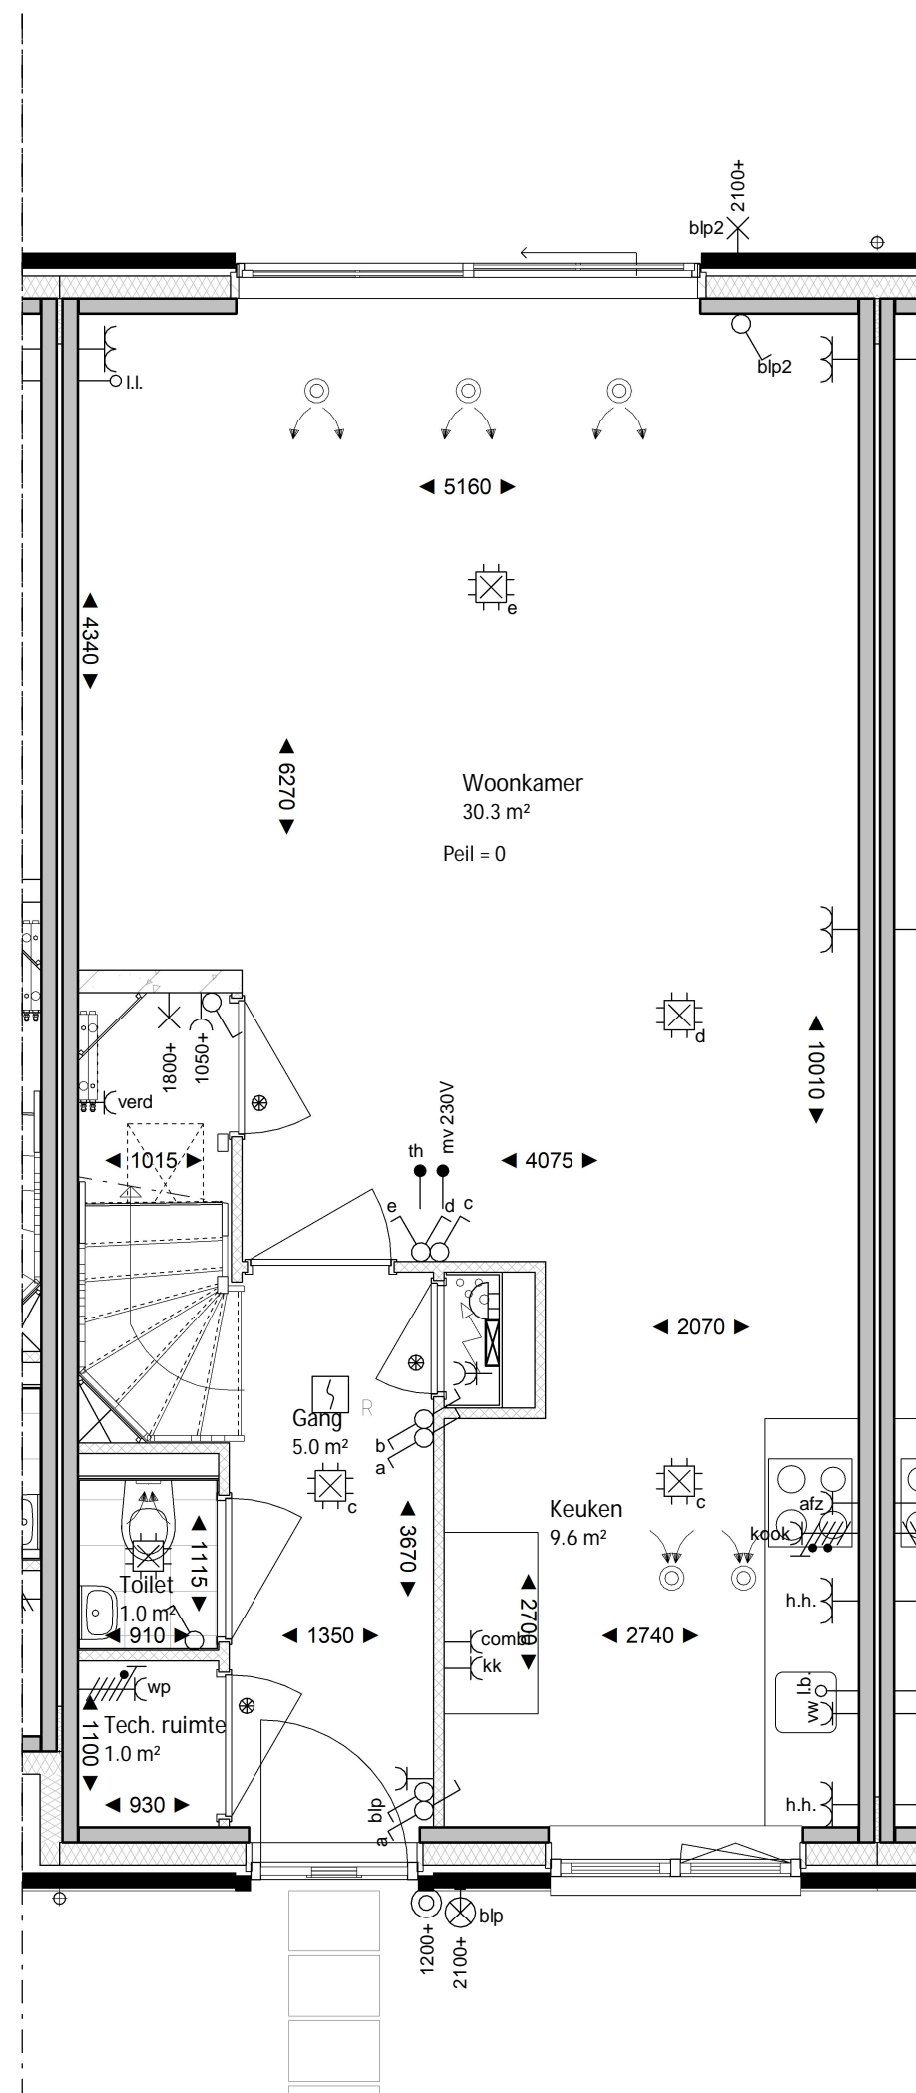 2100+
blp2
blp2
l.l.
◄ 5160 ►
e
◄ 4340 ►
◄ 6270 ►
Woonkamer
30.3 m²
Peil = 0
1800+
1050+
verd
d
◄ 10010 ►
◄ 1015 ►
th
mv 230V
◄ 4075 ►
e
d
c
◄ 2070 ►
R
Gang
5.0 m²
b
a
c
c
Keuken
9.6 m²
afz
kook
◄ 3670 ►
◄ 1115 ►
Toilet
1.0 m²
◄ 910 ►
◄ 1350 ►
combi
kk
◄ 2700 ►
◄ 2740 ►
h.h.
wp
Tech. ruimte
1.0 m²
◄ 1100 ►
◄ 930 ►
l.b.
vw
blp
a
h.h.
1200+
2100+
blp